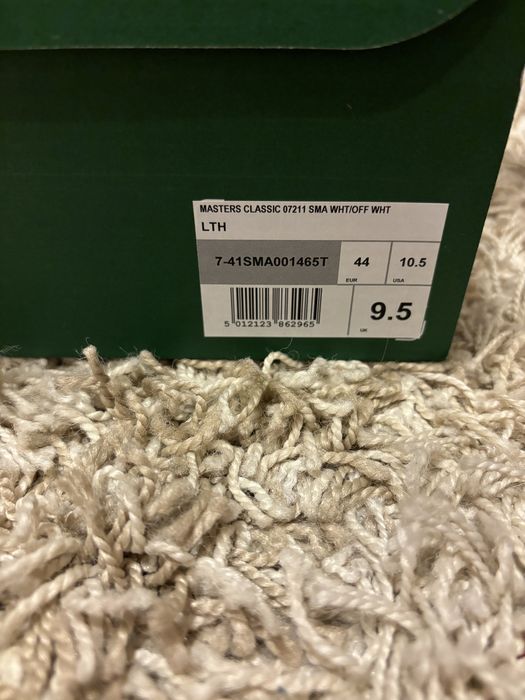 MASTERS CLASSIC 07211 SMA WHT/OFF WHT
LTH
7-41SMA001465T
44
EUR
10.5
USA
5 012123 862965
9.5
UK